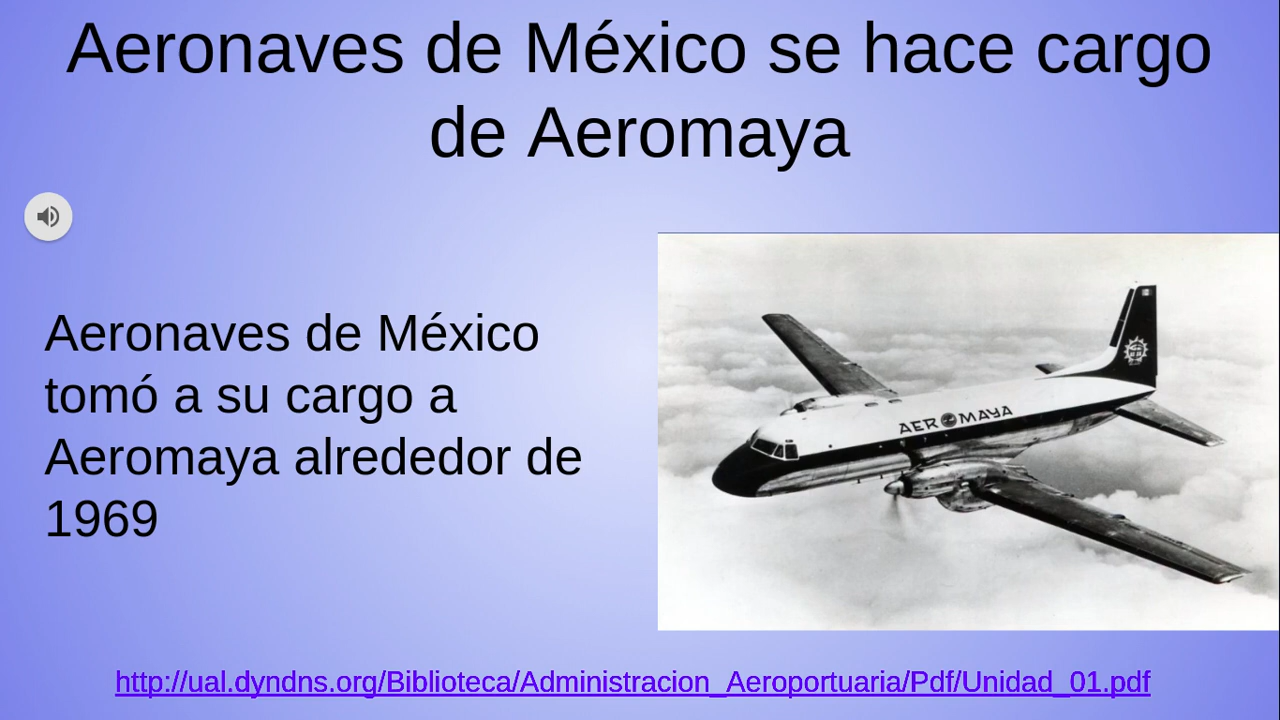 Aeronaves de México se hace cargo
de Aeromaya
Aeronaves de México
tomó a su cargo a
Aeromaya alrededor de
1969
AEROMAYA
http://ual.dyndns.org/Biblioteca/Administracion_Aeroportuaria/Pdf/Unidad_01.pdf